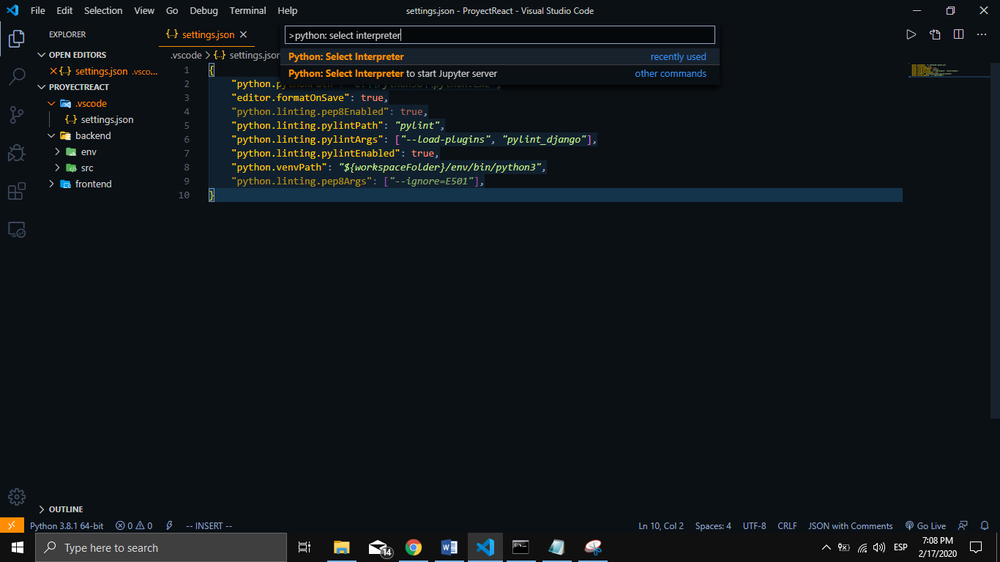 File Edit Selection View Go Debug Terminal Help
settings.json - ProyectReact - Visual Studio Code
EXPLORER
OPEN EDITORS
{..} settings.json .vsco...
PROYECTREACT
.vscode
{..} settings.json
backend
env
src
frontend
OUTLINE
{..} settings.json
>python: select interpreter
Python: Select Interpreter recently used
Python: Select Interpreter to start Jupyter server other commands
.vscode > {..} settings.json
1 {
2 "python.pythonPath":
3 "editor.formatOnSave": true,
4 "python.linting.pep8Enabled": true,
5 "python.linting.pylintPath": "pylint",
6 "python.linting.pylintArgs": ["--load-plugins", "pylint_django"],
7 "python.linting.pylintEnabled": true,
8 "python.venvPath": "${workspaceFolder}/env/bin/python3",
9 "python.linting.pep8Args": ["--ignore=E501"],
10 }
Python 3.8.1 64-bit 0 0 -- INSERT -- Ln 10, Col 2 Spaces: 4 UTF-8 CRLF JSON with Comments Go Live
Type here to search
14
ESP
7:08 PM
2/17/2020